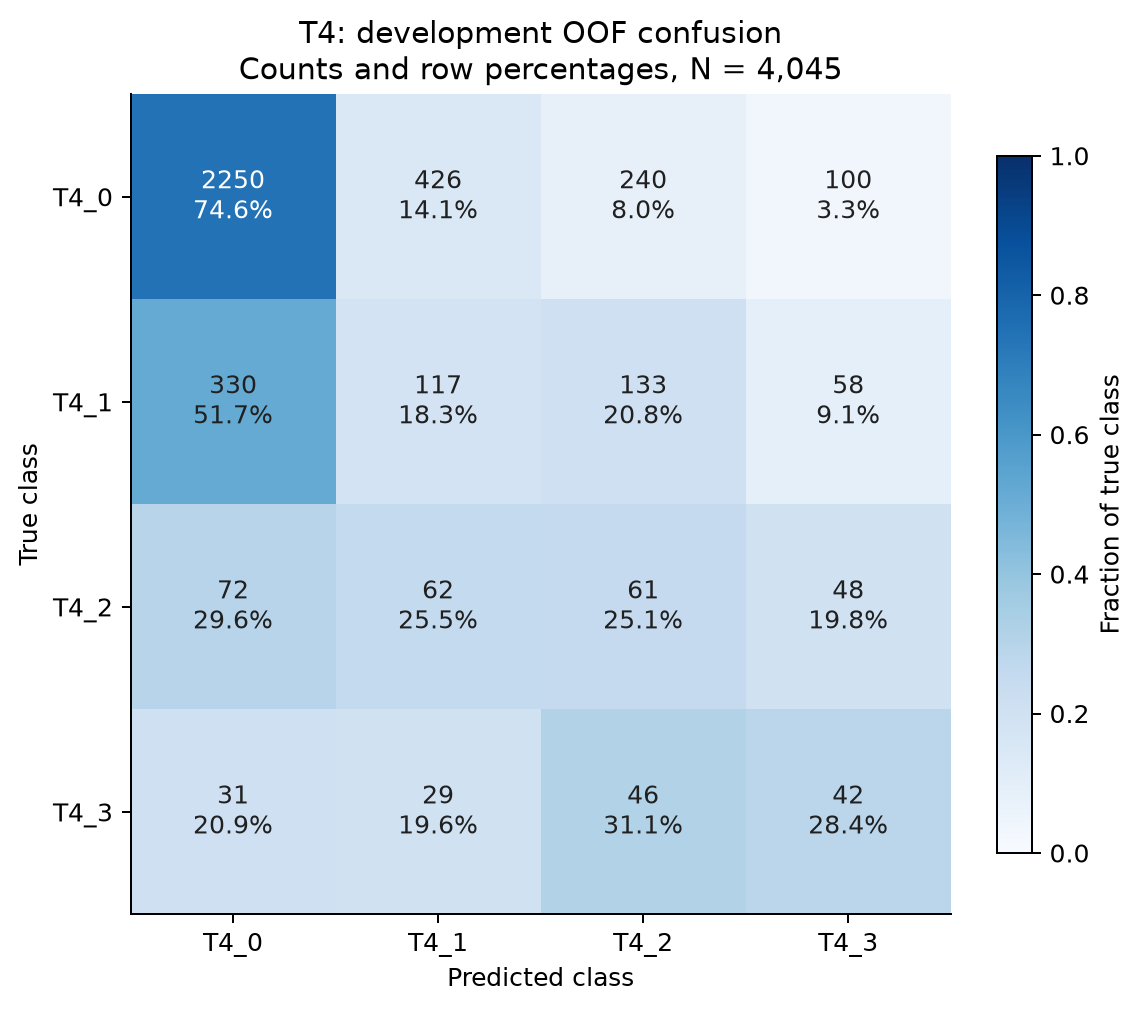 T4: development OOF confusion
Counts and row percentages, N = 4,045
T4_0
2250
426
240
100
74.6%
14.1%
8.0%
3.3%
T4_1
330
117
133
58
51.7%
18.3%
20.8%
9.1%
T4_2
72
62
61
48
29.6%
25.5%
25.1%
19.8%
T4_3
31
29
46
42
20.9%
19.6%
31.1%
28.4%
T4_0
T4_1
T4_2
T4_3
Predicted class
True class
1.0
0.8
0.6
0.4
0.2
0.0
Fraction of true class